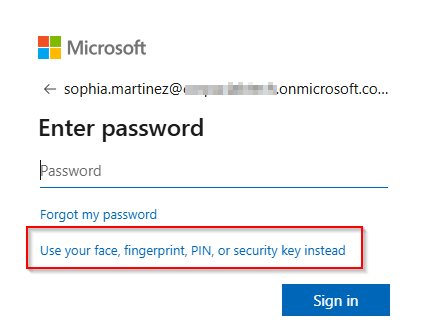 Microsoft
sophia.martinez@ .onmicrosoft.co...
Enter password
Password
Forgot my password
Use your face, fingerprint, PIN, or security key instead
Sign in